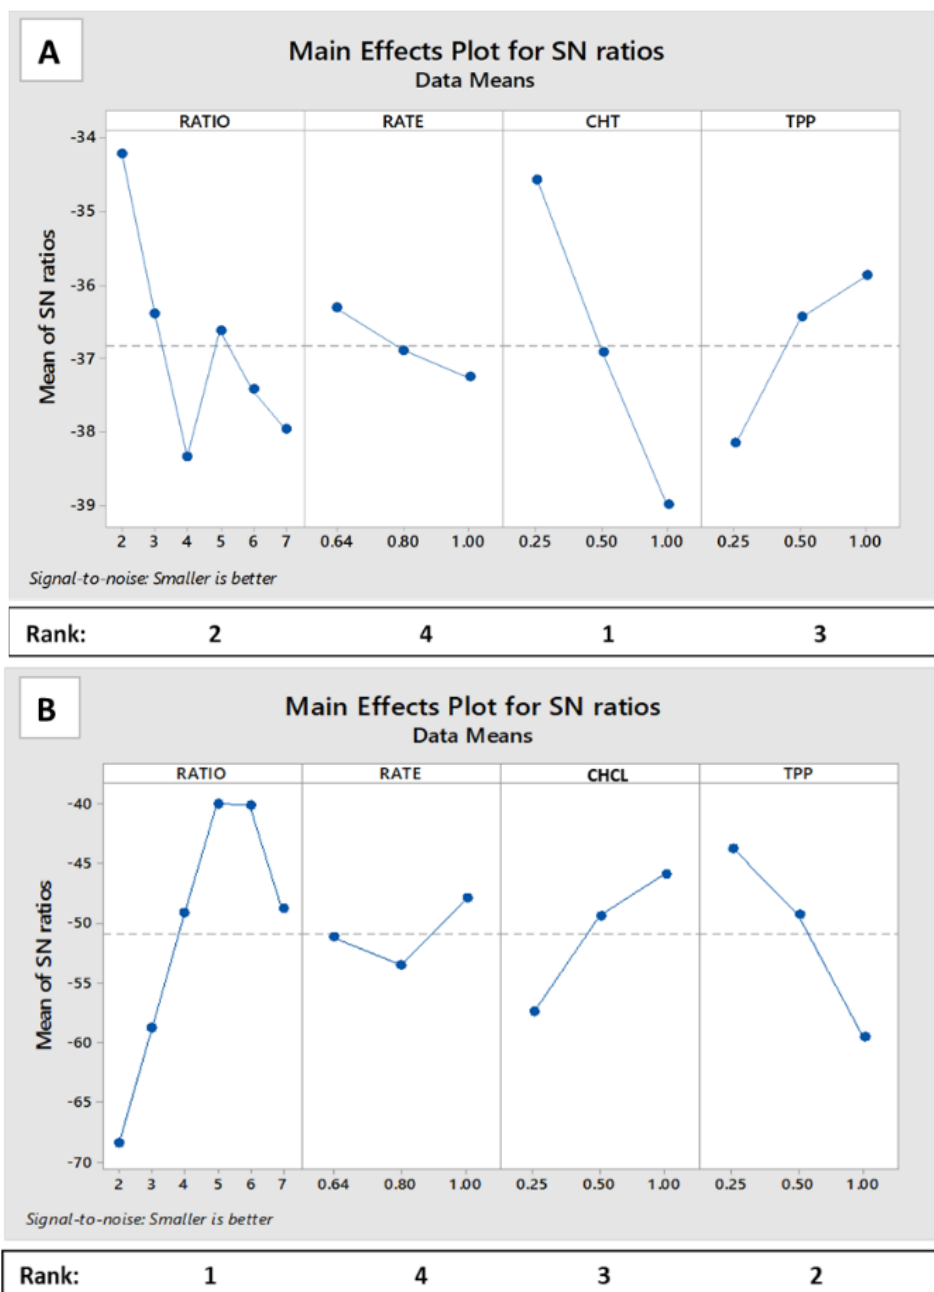 A
Main Effects Plot for SN ratios
Data Means
RATIO RATE CHT TPP
Mean of SN ratios
-34
-35
-36
-37
-38
-39
2 3 4 5 6 7 0.64 0.80 1.00 0.25 0.50 1.00 0.25 0.50 1.00
Signal-to-noise: Smaller is better
Rank: 2 4 1 3
B
Main Effects Plot for SN ratios
Data Means
RATIO RATE CHCL TPP
Mean of SN ratios
-40
-45
-50
-55
-60
-65
-70
2 3 4 5 6 7 0.64 0.80 1.00 0.25 0.50 1.00 0.25 0.50 1.00
Signal-to-noise: Smaller is better
Rank: 1 4 3 2